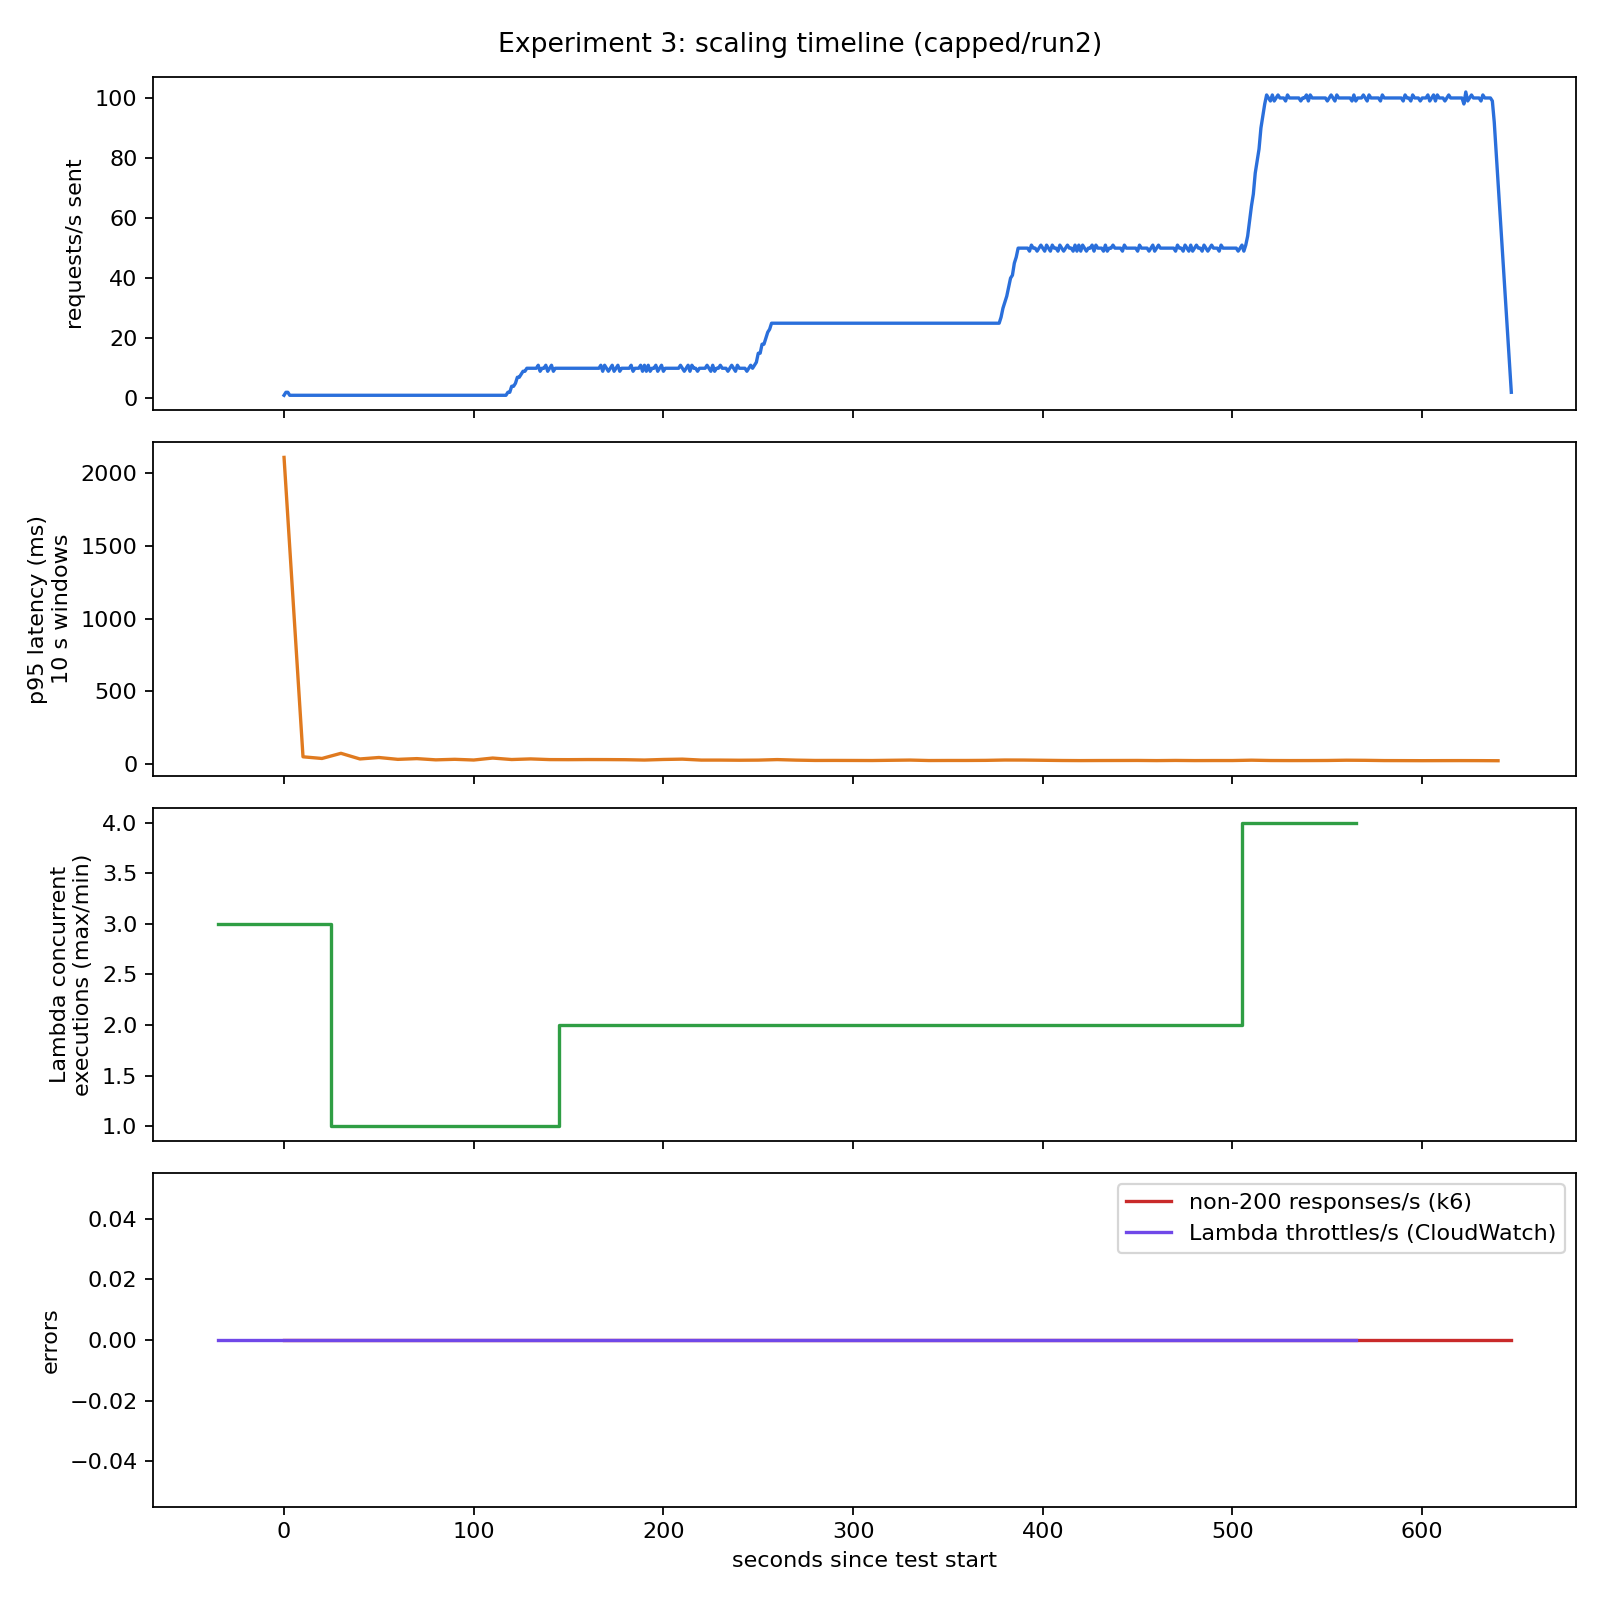 Experiment 3: scaling timeline (capped/run2)
100
80
60
40
20
0
requests/s sent
2000
1500
1000
500
0
p95 latency (ms)
10 s windows
4.0
3.5
3.0
2.5
2.0
1.5
1.0
Lambda concurrent
executions (max/min)
non-200 responses/s (k6)
Lambda throttles/s (CloudWatch)
0.04
0.02
0.00
−0.02
−0.04
errors
0 100 200 300 400 500 600
seconds since test start